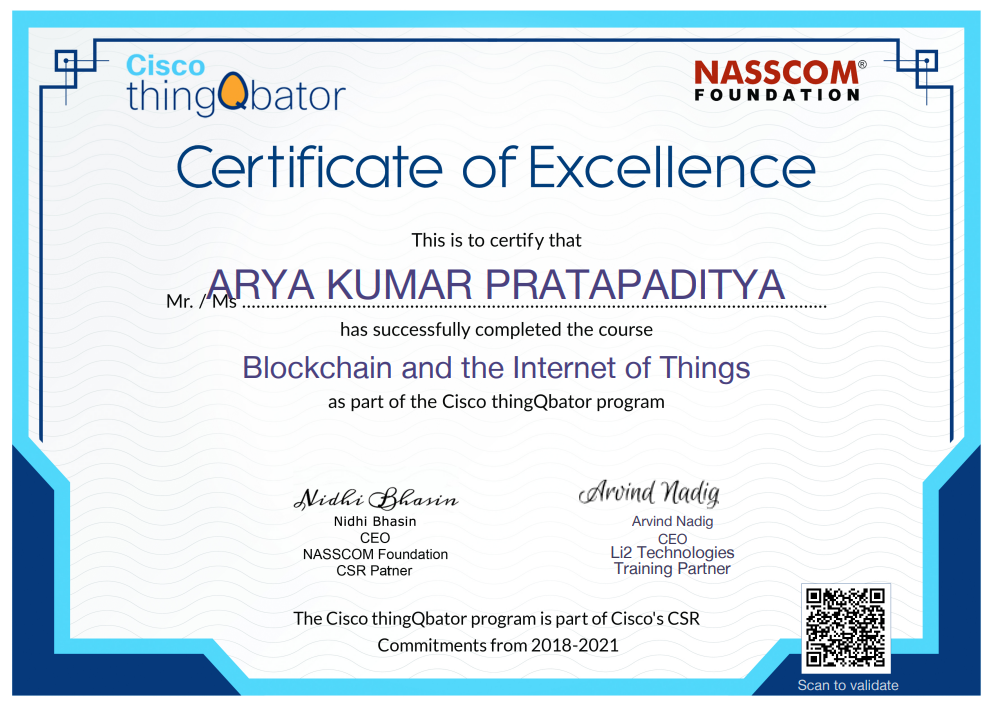 Cisco
thingQbator
NASSCOM®
FOUNDATION
Certificate of Excellence
This is to certify that
ARYA KUMAR PRATAPADITYA
Mr. / Ms ........................................................................................................................
has successfully completed the course
Blockchain and the Internet of Things
as part of the Cisco thingQbator program
Nidhi Bhasin
Nidhi Bhasin
CEO
NASSCOM Foundation
CSR Patner
Arvind Nadig
Arvind Nadig
CEO
Li2 Technologies
Training Partner
The Cisco thingQbator program is part of Cisco's CSR
Commitments from 2018-2021
Scan to validate